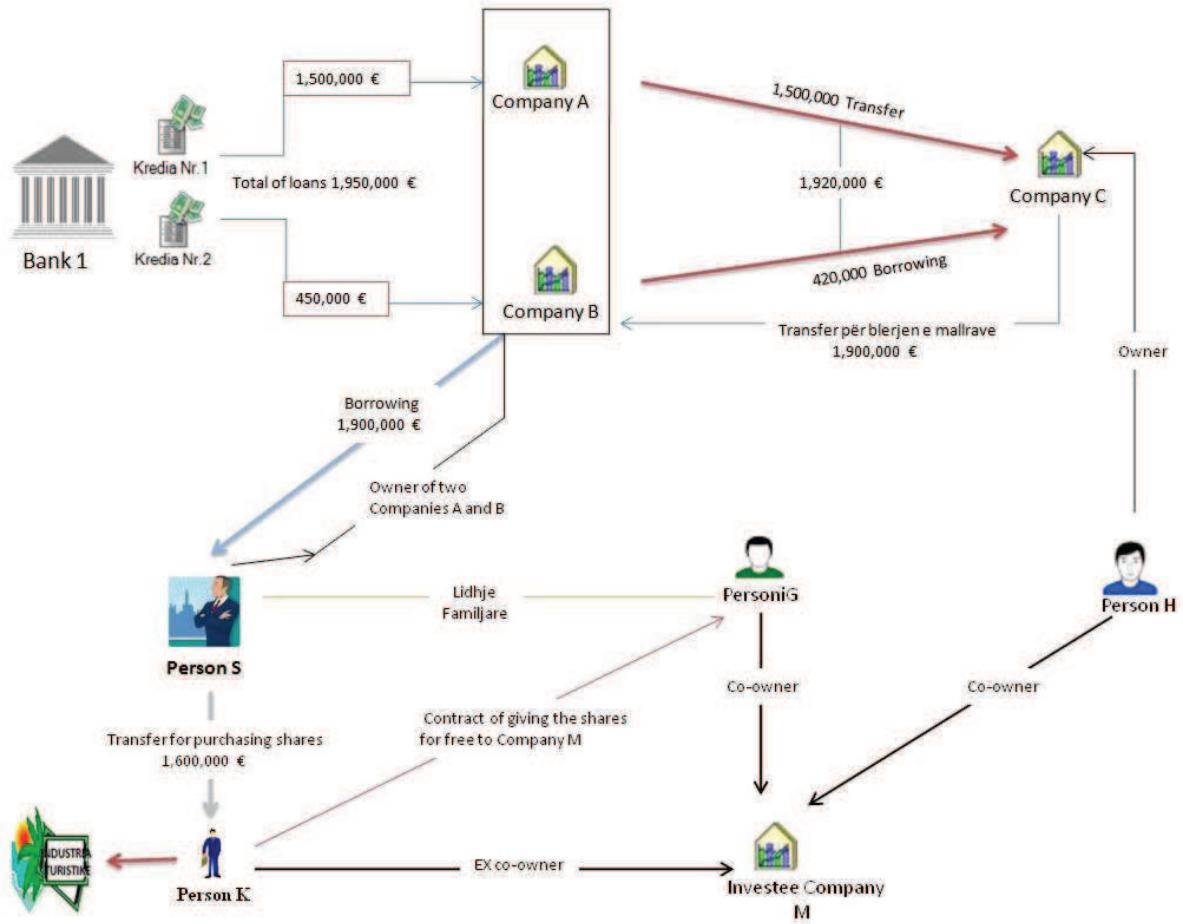 1,500,000 €
Company A
1,500,000 Transfer
Kredia Nr.1
Total of loans 1,950,000 €
1,920,000 €
Company C
Bank 1
Kredia Nr.2
450,000 €
Company B
420,000 Borrowing
Transfer për blerjen e mallrave
1,900,000 €
Owner
Borrowing
1,900,000 €
Owner of two
Companies A and B
Lidhje
Familjare
PersoniG
Person H
Person S
Co-owner
Co-owner
Contract of giving the shares
for free to Company M
Transfer for purchasing shares
1,600,000 €
INDUSTRIA
TURISTIKE
Person K
EX co-owner
Investee Company
M